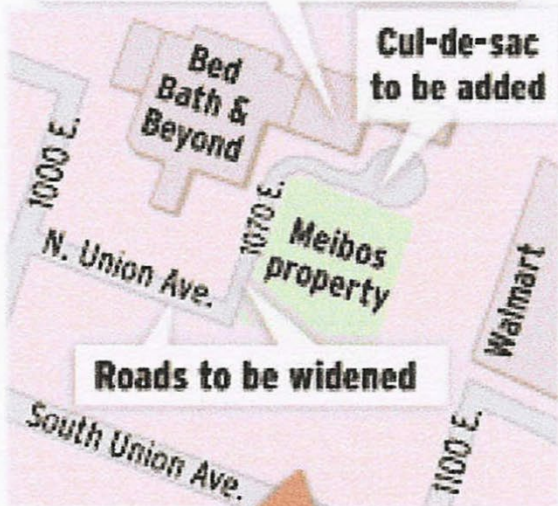 Bed
Bath &
Beyond
Cul-de-sac
to be added
1000 E.
1070 E.
Meibos
property
N. Union Ave.
Walmart
Roads to be widened
South Union Ave.
1100 E.